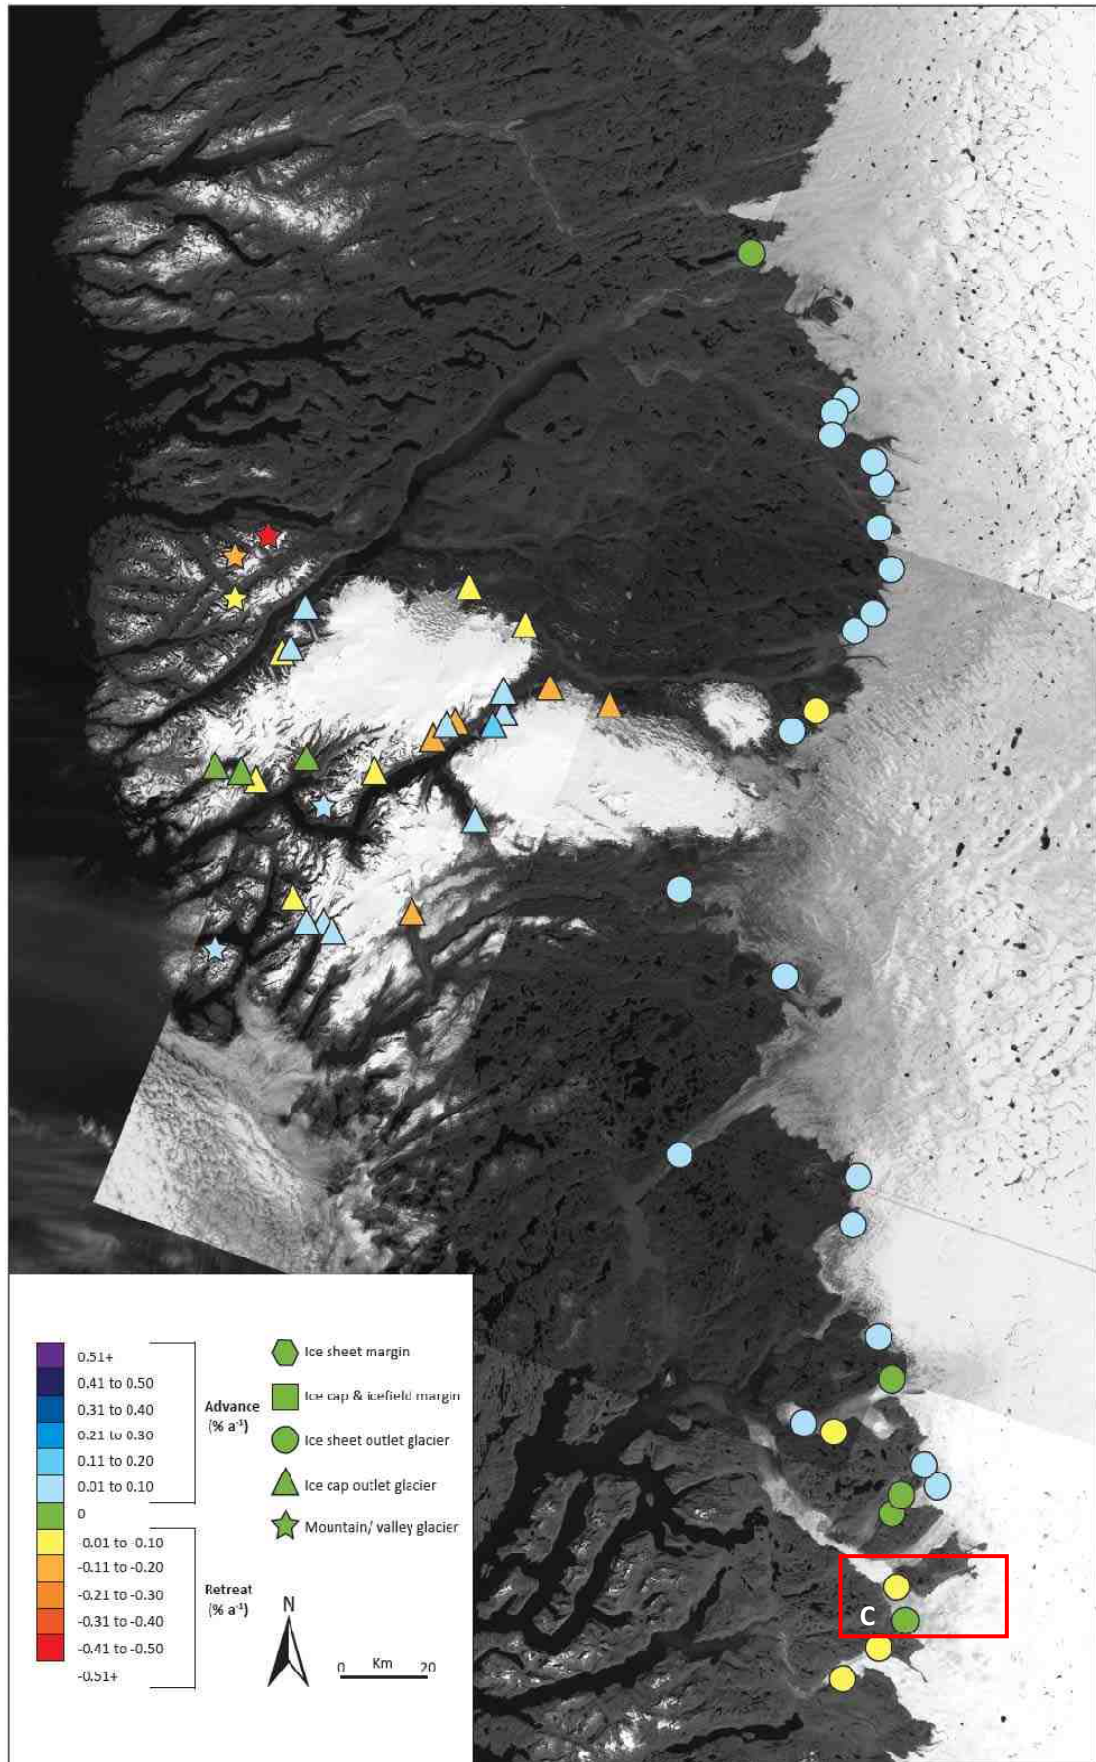 C
0.51+
0.41 to 0.50
0.31 to 0.40
0.21 to 0.30
0.11 to 0.20
0.01 to 0.10
0
-0.01 to -0.10
-0.11 to -0.20
-0.21 to -0.30
-0.31 to -0.40
-0.41 to -0.50
-0.51+
Advance
(% a⁻¹)
Retreat
(% a⁻¹)
Ice sheet margin
Ice cap & icefield margin
Ice sheet outlet glacier
Ice cap outlet glacier
Mountain/ valley glacier
N
0 Km 20